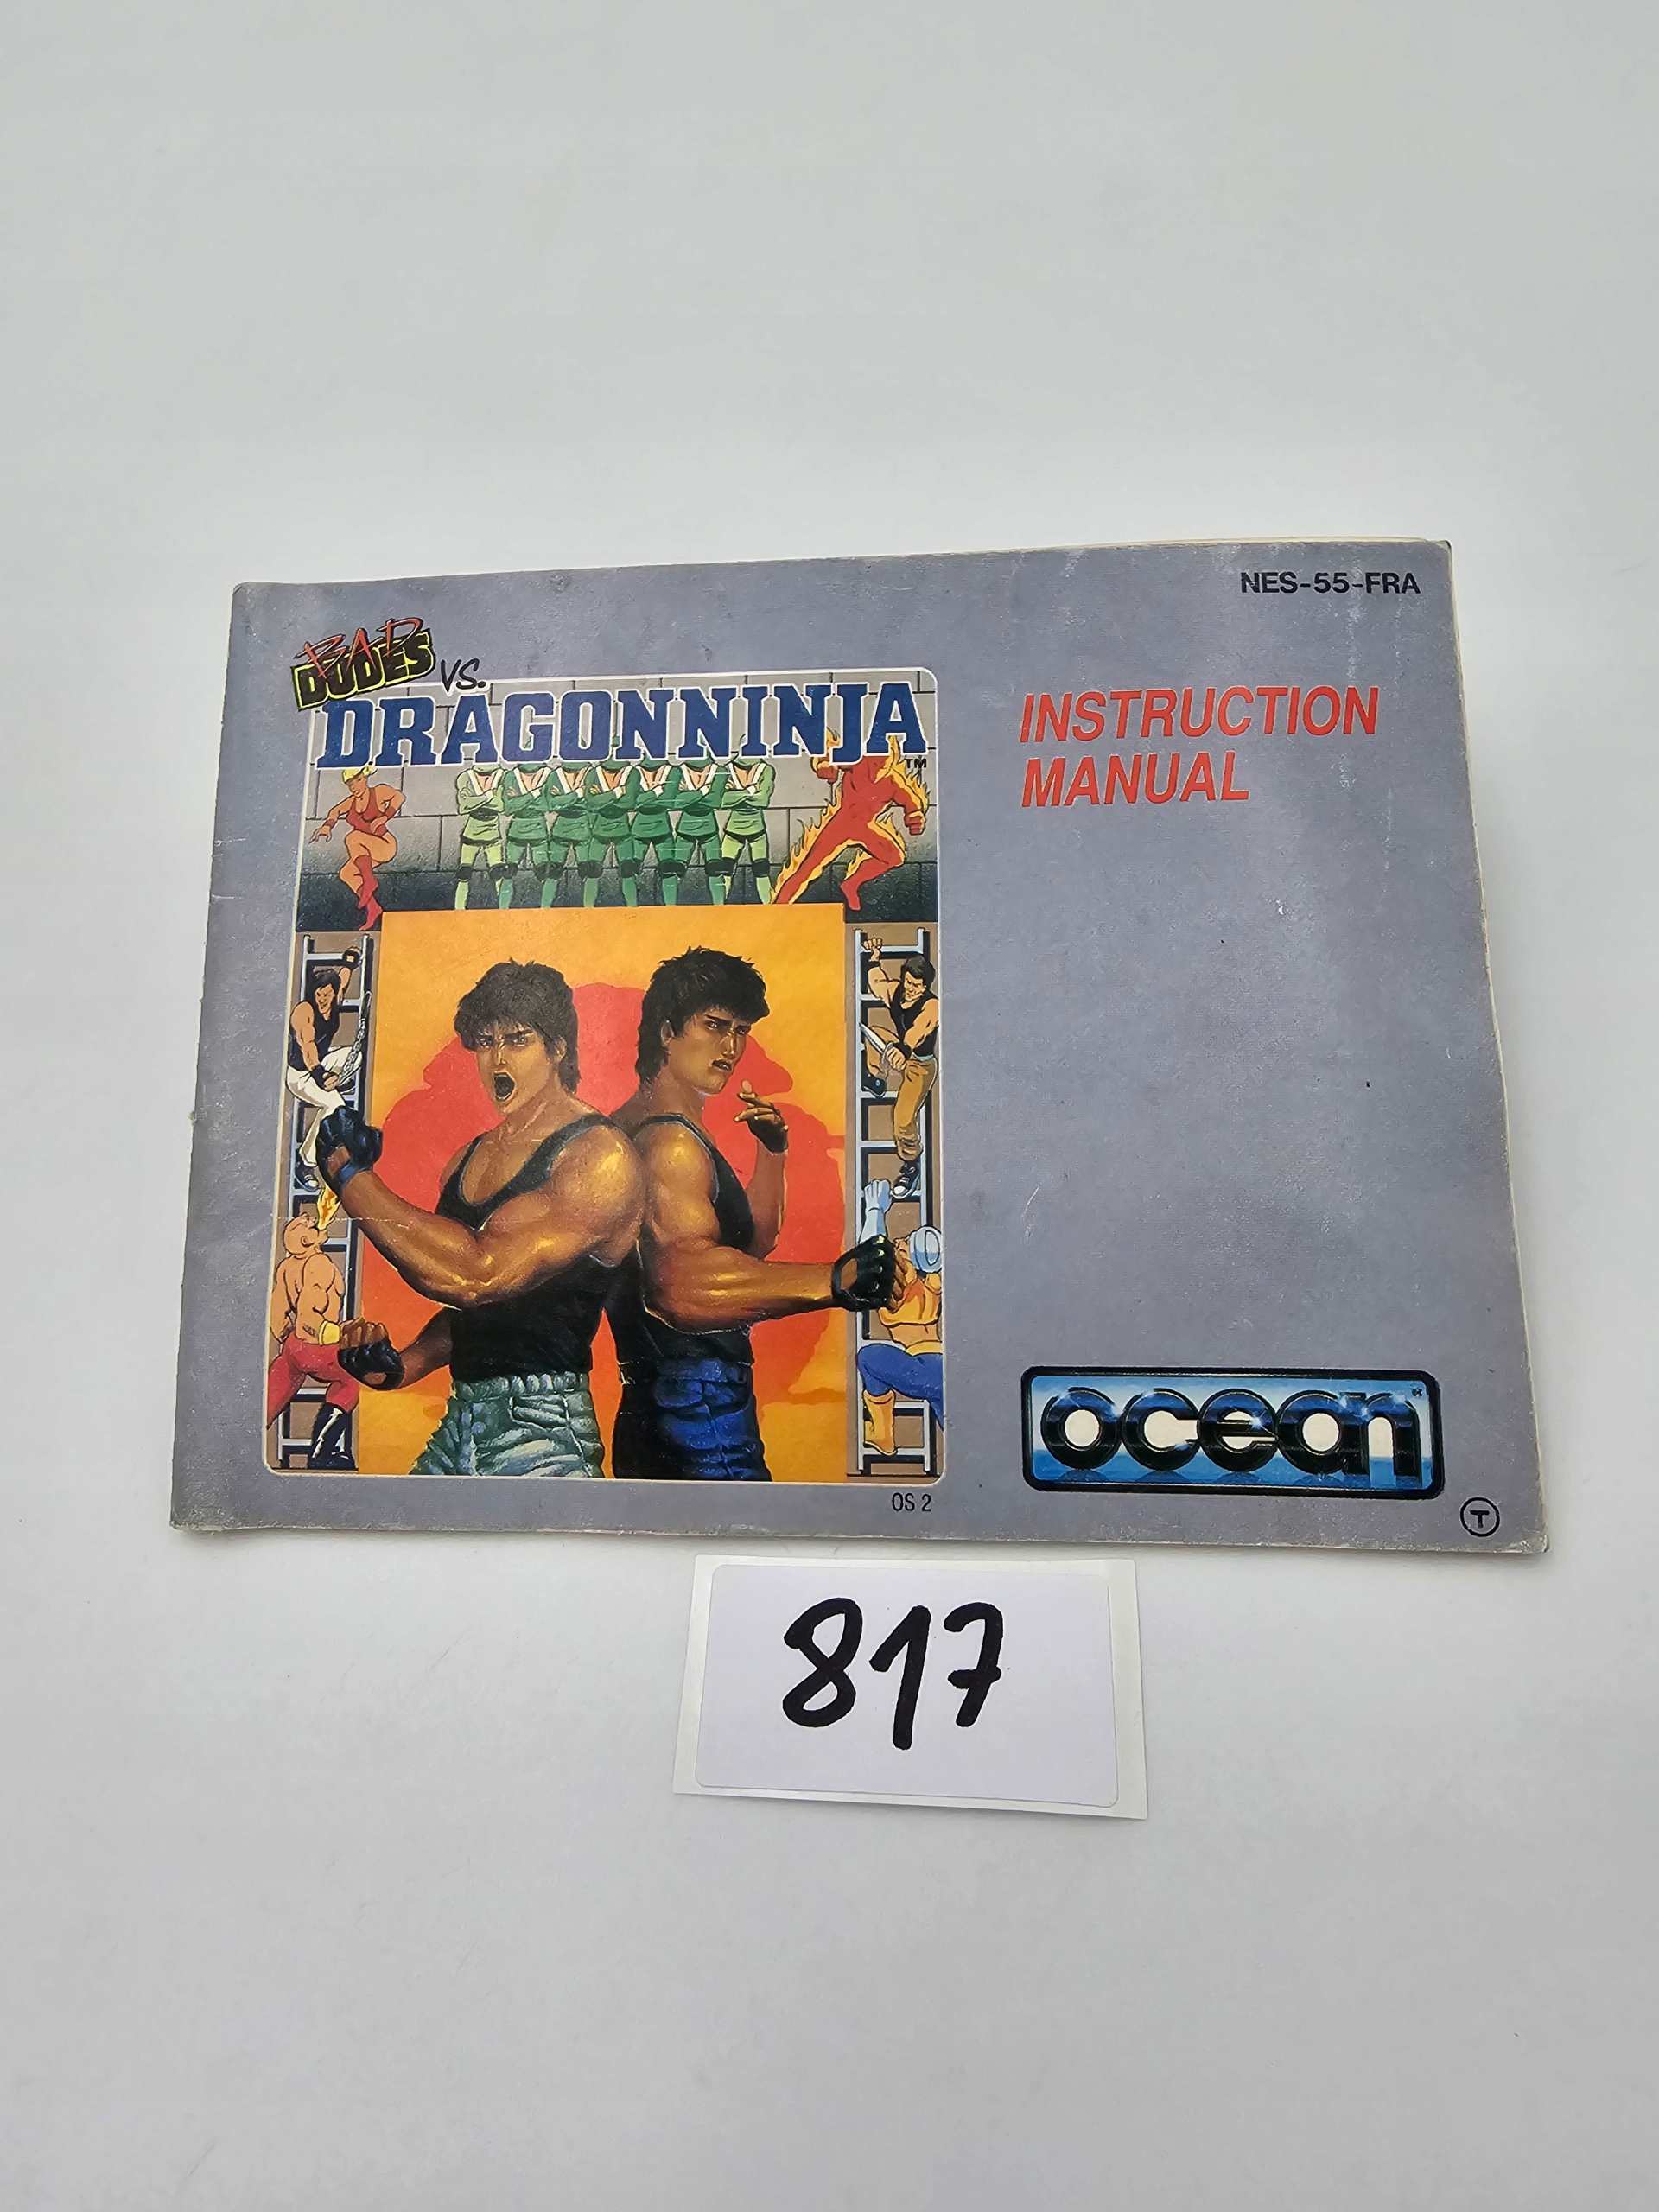 NES-55-FRA
BAD
DUDES VS.
DRAGONNINJA
TM
INSTRUCTION
MANUAL
ocean®
OS 2
T
817